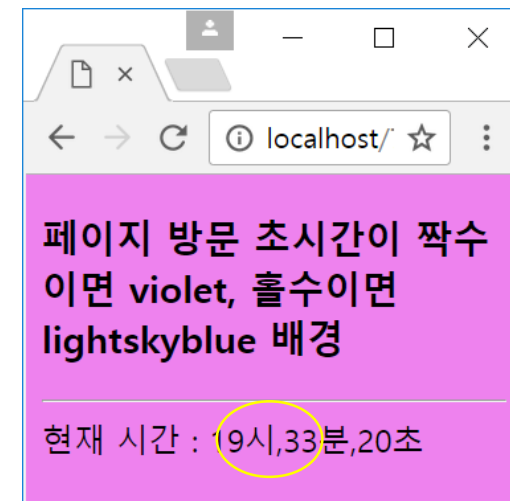 localhost/
페이지 방문 초시간이 짝수
이면 violet, 홀수이면
lightskyblue 배경
현재 시간 : 19시,33분,20초